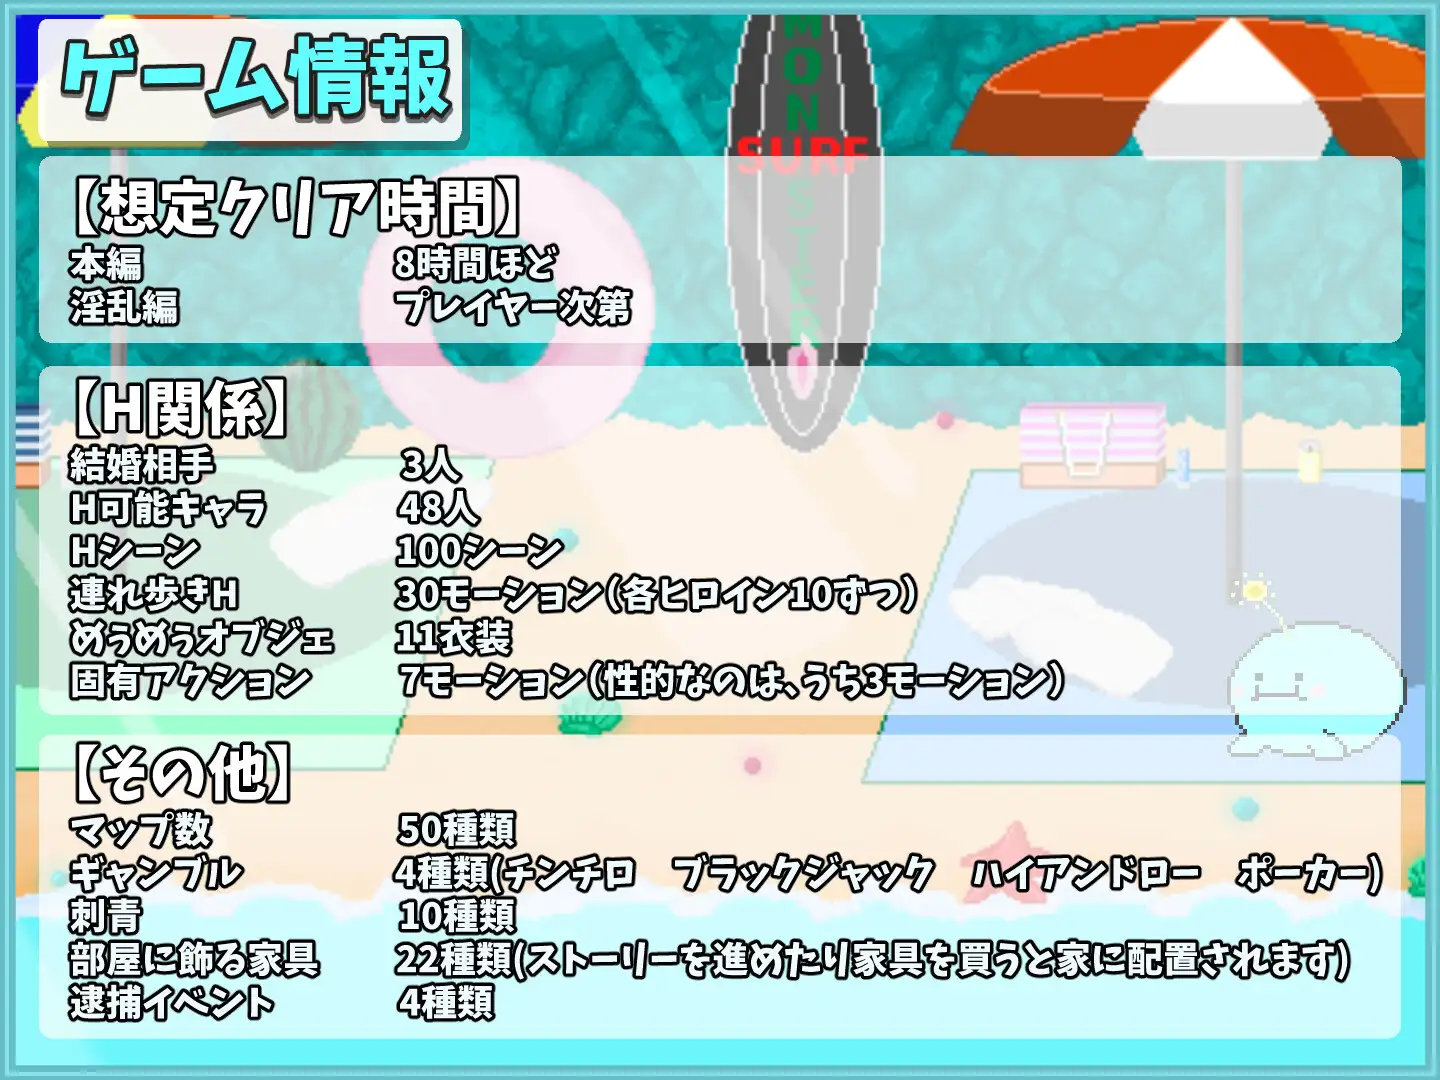 ゲーム情報
MON
SURF
STER
【想定クリア時間】
本編 8時間ほど
淫乱編 プレイヤー次第
【H関係】
結婚相手 3人
H可能キャラ 48人
Hシーン 100シーン
連れ歩きH 30モーション（各ヒロイン10ずつ）
めぅめぅオブジェ 11衣装
固有アクション 7モーション（性的なのは、うち3モーション）
【その他】
マップ数 50種類
ギャンブル 4種類(チンチロ ブラックジャック ハイアンドロー ポーカー)
刺青 10種類
部屋に飾る家具 22種類(ストーリーを進めたり家具を買うと家に配置されます)
逮捕イベント 4種類